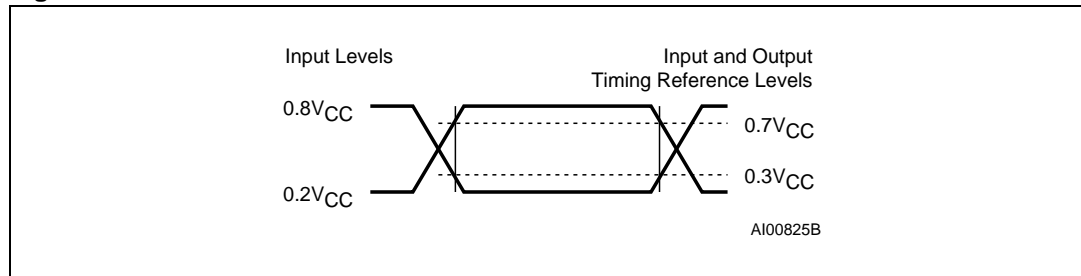 Input Levels
Input and Output
Timing Reference Levels
0.8VCC
0.7VCC
0.3VCC
0.2VCC
AI00825B